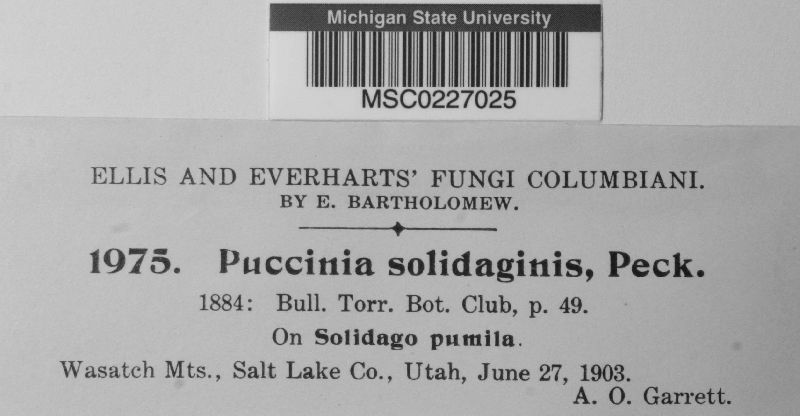 Michigan State University
MSC0227025
ELLIS AND EVERHARTS' FUNGI COLUMBIANI.
BY E. BARTHOLOMEW.
1975. Puccinia solidaginis, Peck.
1884: Bull. Torr. Bot. Club, p. 49.
On Solidago pumila.
Wasatch Mts., Salt Lake Co., Utah, June 27, 1903.
A. O. Garrett.